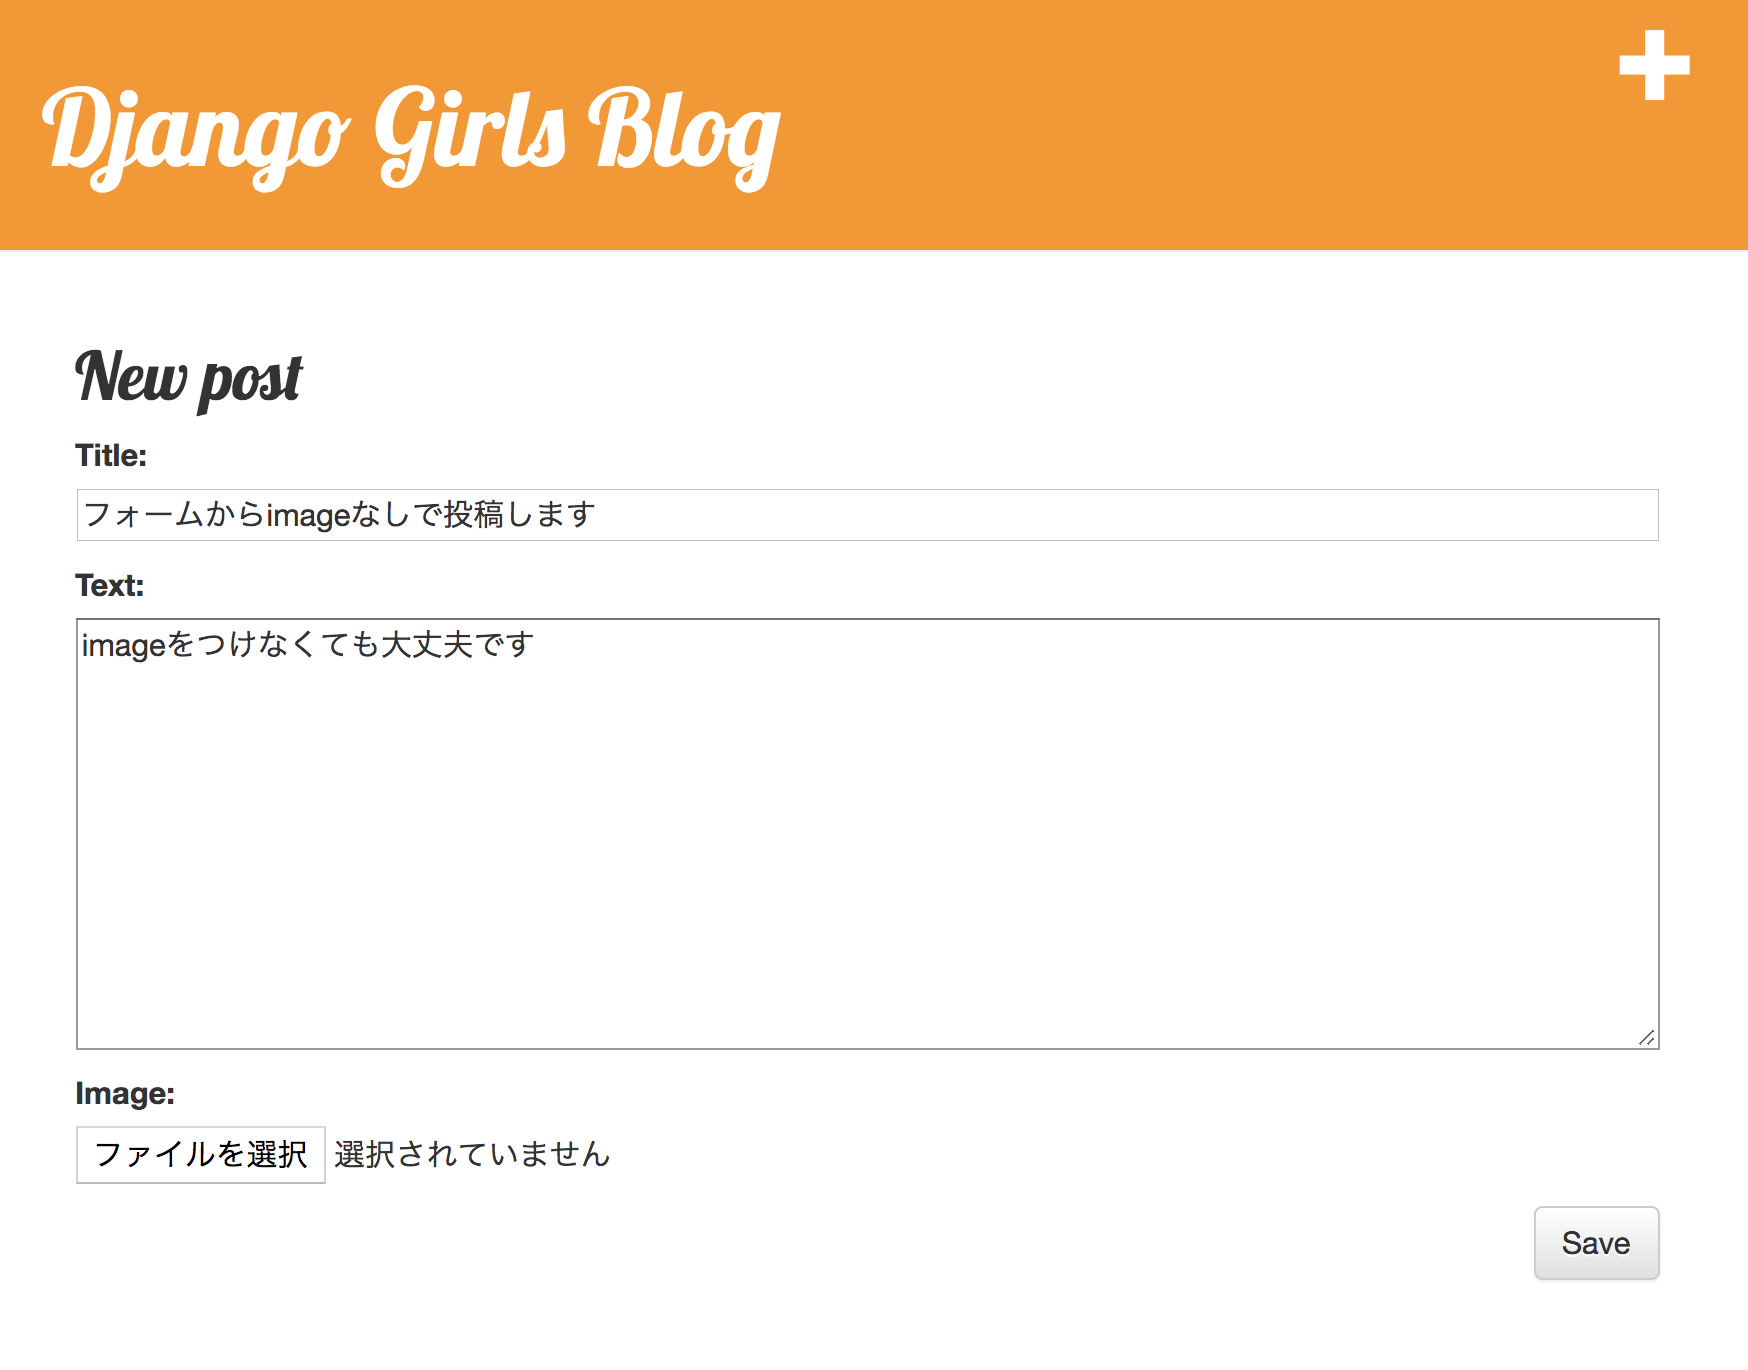 Django Girls Blog
New post
Title:
フォームからimageなしで投稿します
Text:
imageをつけなくても大丈夫です
Image:
ファイルを選択 選択されていません
Save